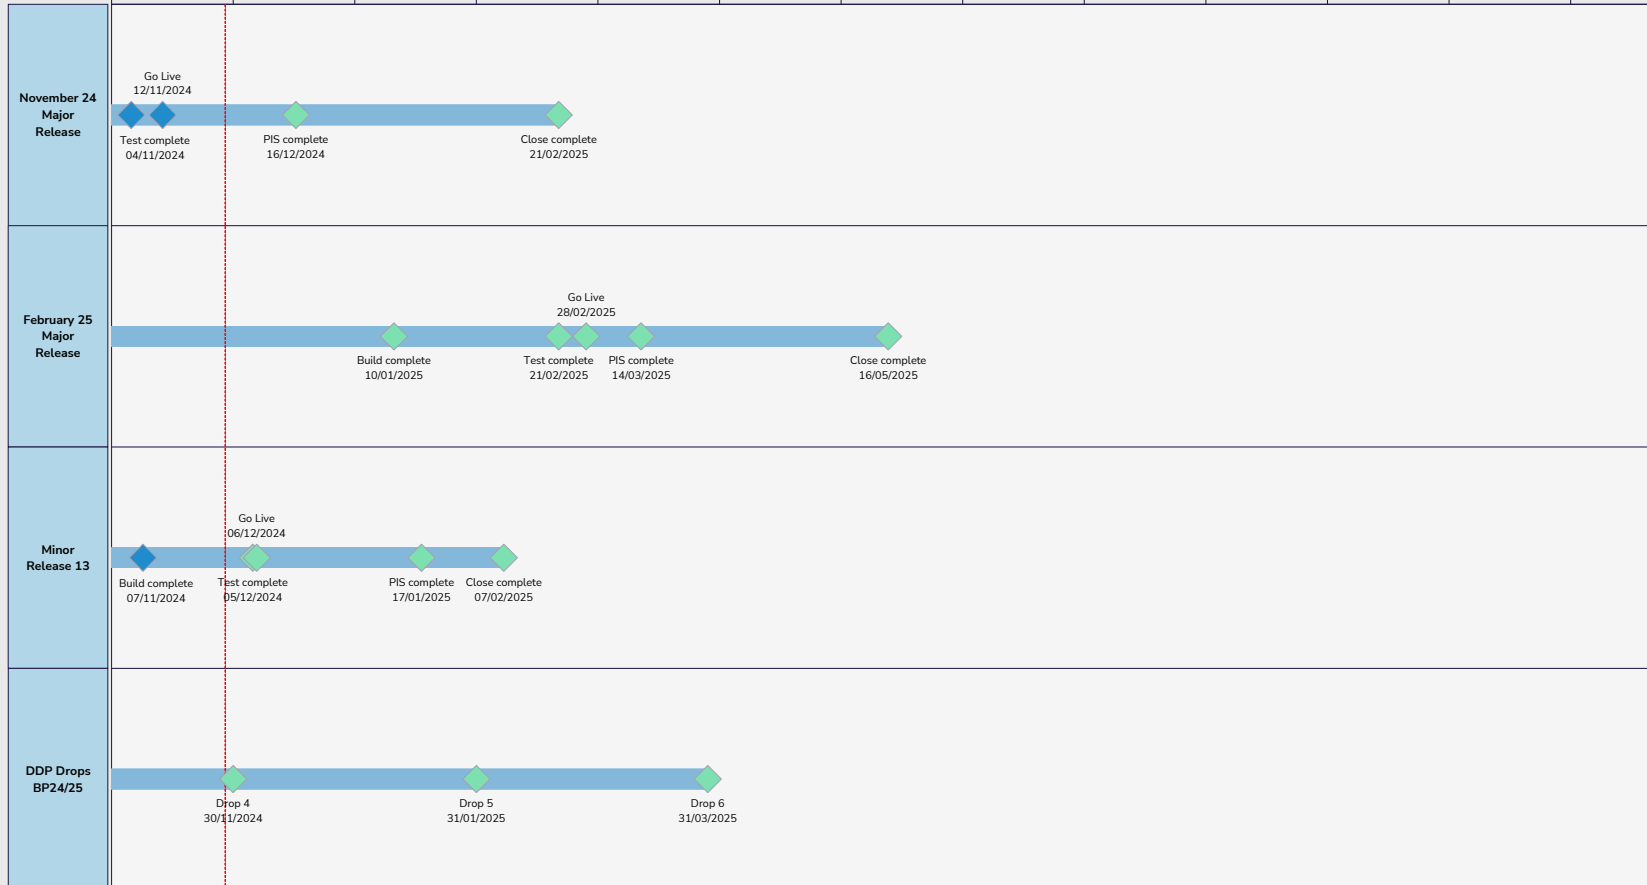 November 24
Major
Release
Go Live
12/11/2024
Test complete
04/11/2024
PIS complete
16/12/2024
Close complete
21/02/2025
February 25
Major
Release
Go Live
28/02/2025
Build complete
10/01/2025
Test complete
21/02/2025
PIS complete
14/03/2025
Close complete
16/05/2025
Minor
Release 13
Go Live
06/12/2024
Build complete
07/11/2024
Test complete
05/12/2024
PIS complete
17/01/2025
Close complete
07/02/2025
DDP Drops
BP24/25
Drop 4
30/11/2024
Drop 5
31/01/2025
Drop 6
31/03/2025